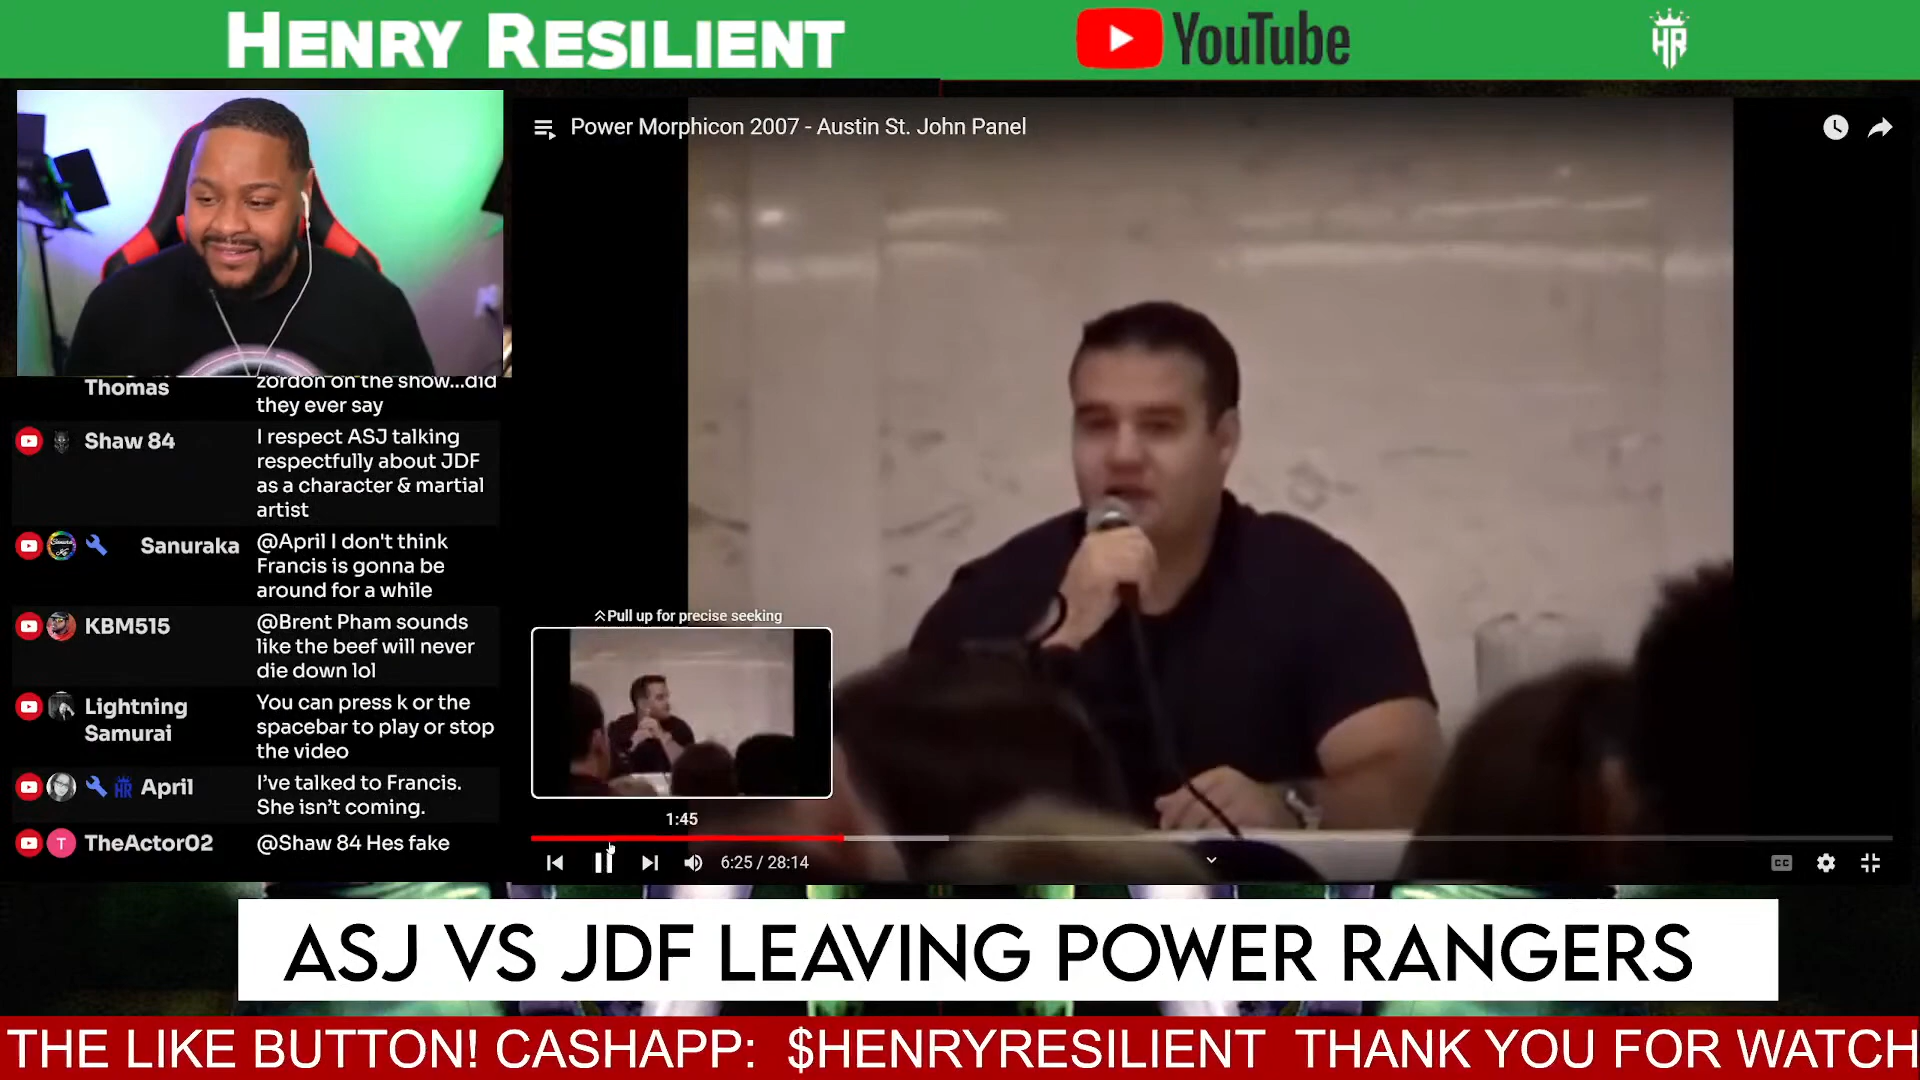 HENRY RESILIENT
YouTube
HR
Power Morphicon 2007 - Austin St. John Panel
Thomas
zordon on the show...did
they ever say
Shaw 84
I respect ASJ talking
respectfully about JDF
as a character & martial
artist
Sanuraka
@April I don't think
Francis is gonna be
around for a while
KBM515
@Brent Pham sounds
like the beef will never
die down lol
Lightning
Samurai
You can press k or the
spacebar to play or stop
the video
HR April
I've talked to Francis.
She isn't coming.
T TheActor02
@Shaw 84 Hes fake
Pull up for precise seeking
1:45
6:25 / 28:14
CC
ASJ VS JDF LEAVING POWER RANGERS
THE LIKE BUTTON! CASHAPP: $HENRYRESILIENT THANK YOU FOR WATCH